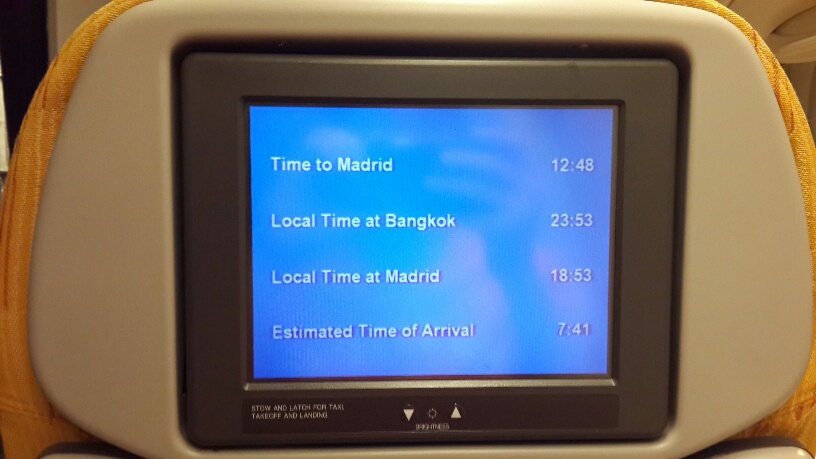 Time to Madrid 12:48
Local Time at Bangkok 23:53
Local Time at Madrid 18:53
Estimated Time of Arrival 7:41
STOW AND LATCH FOR TAXI,
TAKEOFF AND LANDING
BRIGHTNESS